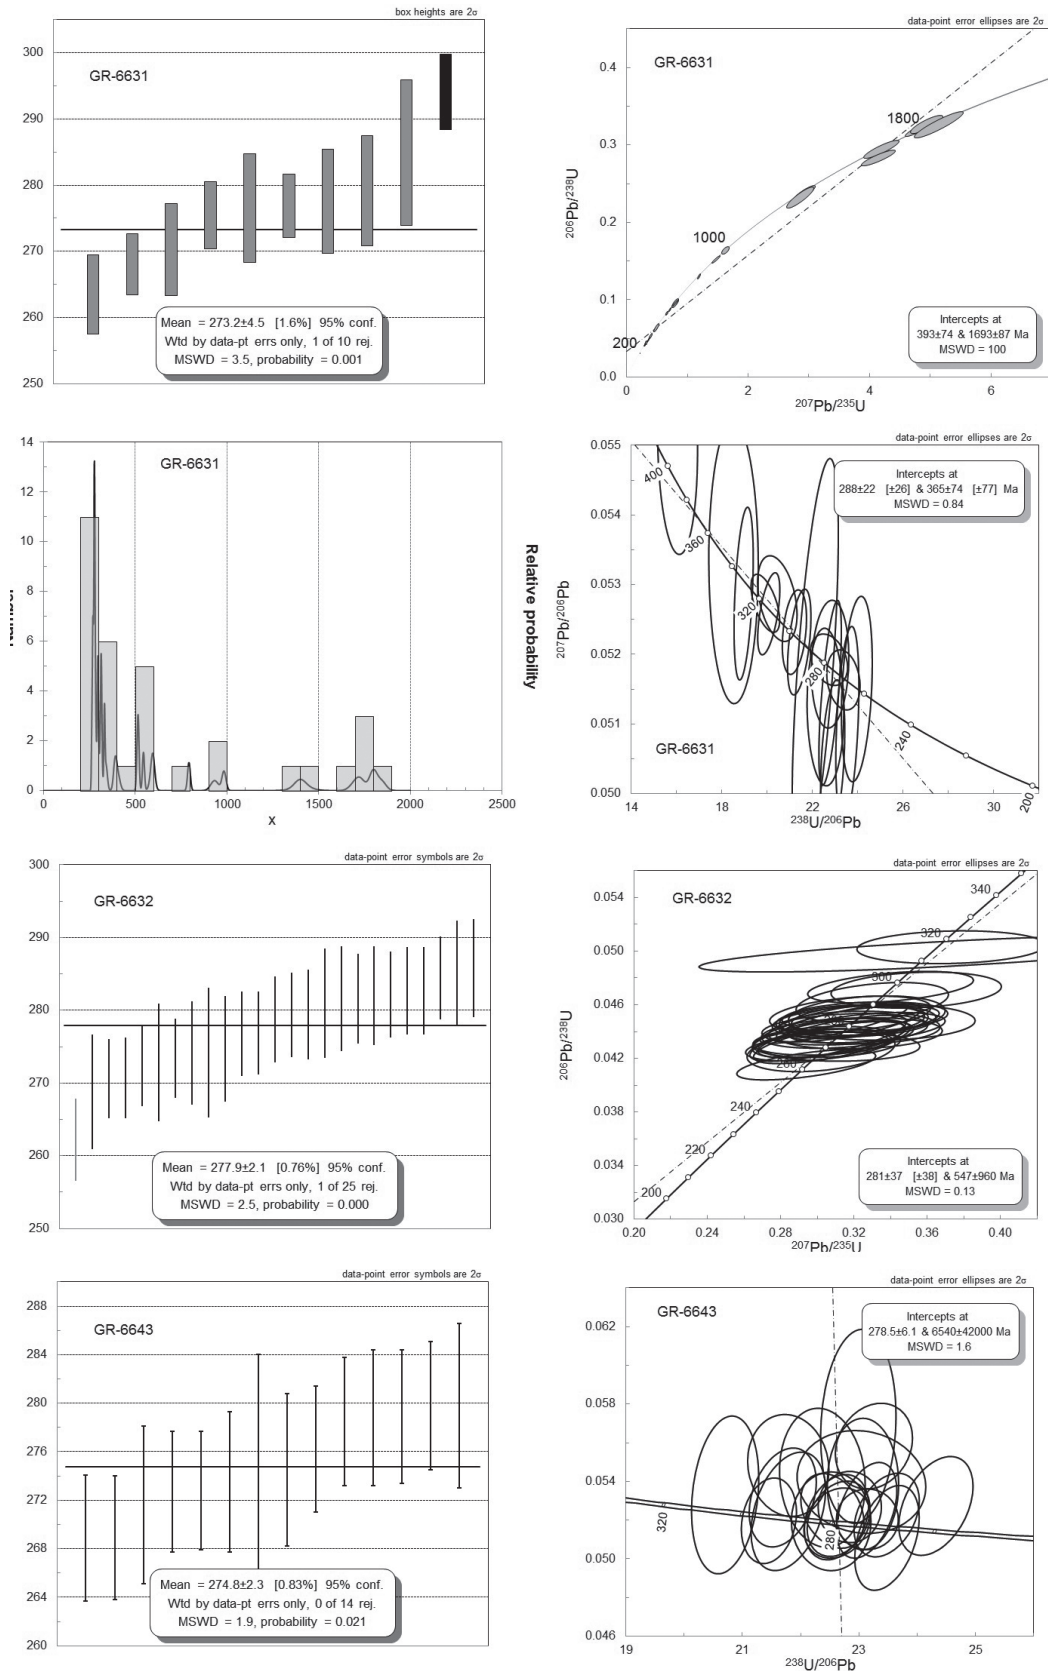 box heights are 2σ
300
290
280
270
260
250
GR-6631
Mean = 273.2±4.5 [1.6%] 95% conf.
Wtd by data-pt errs only, 1 of 10 rej.
MSWD = 3.5, probability = 0.001
data-point error ellipses are 2σ
GR-6631
0.4
0.3
0.2
0.1
0.0
206Pb/238U
1800
1000
200
Intercepts at
393±74 & 1693±87 Ma
MSWD = 100
0 2 4 6
207Pb/235U
14
12
10
8
6
4
2
0
GR-6631
Relative probability
0 500 1000 1500 2000 2500
x
data-point error ellipses are 2σ
0.055
0.054
0.053
0.052
0.051
0.050
207Pb/206Pb
Intercepts at
288±22 [±26] & 365±74 [±77] Ma
MSWD = 0.84
400
360
320
280
240
200
GR-6631
14 18 22 26 30
238U/206Pb
data-point error symbols are 2σ
300
290
280
270
260
250
GR-6632
Mean = 277.9±2.1 [0.76%] 95% conf.
Wtd by data-pt errs only, 1 of 25 rej.
MSWD = 2.5, probability = 0.000
data-point error ellipses are 2σ
GR-6632
0.054
0.050
0.046
0.042
0.038
0.034
0.030
206Pb/238U
340
320
300
260
240
220
200
Intercepts at
281±37 [±38] & 547±960 Ma
MSWD = 0.13
0.20 0.24 0.28 0.32 0.36 0.40
207Pb/235U
data-point error symbols are 2σ
288
284
280
276
272
268
264
260
GR-6643
Mean = 274.8±2.3 [0.83%] 95% conf.
Wtd by data-pt errs only, 0 of 14 rej.
MSWD = 1.9, probability = 0.021
data-point error ellipses are 2σ
GR-6643
0.062
0.058
0.054
0.050
0.046
Intercepts at
278.5±6.1 & 6540±42000 Ma
MSWD = 1.6
320
280
19 21 23 25
238U/206Pb